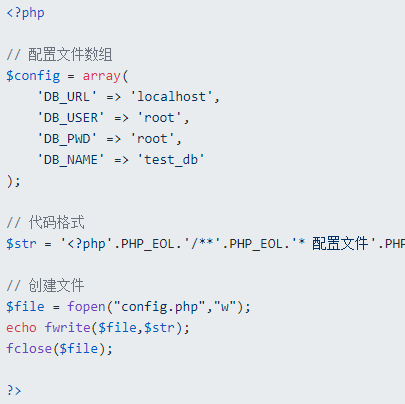 <?php
// 配置文件数组
$config = array(
'DB_URL' => 'localhost',
'DB_USER' => 'root',
'DB_PWD' => 'root',
'DB_NAME' => 'test_db'
);
// 代码格式
$str = '<?php'.PHP_EOL.'/**'.PHP_EOL.'* 配置文件'.PHP
// 创建文件
$file = fopen("config.php","w");
echo fwrite($file,$str);
fclose($file);
?>